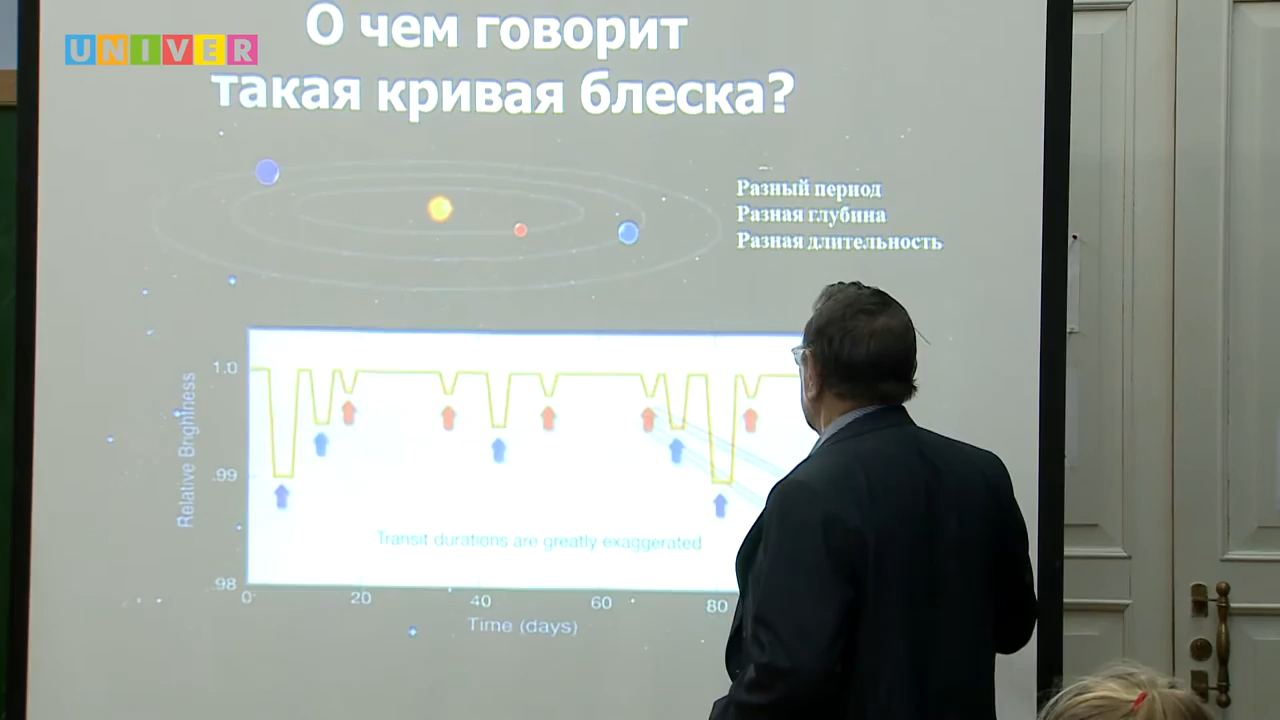 UNIVER
О чем говорит
такая кривая блеска?
Разный период
Разная глубина
Разная длительность
Relative Brightness
1.0
.99
.98
Transit durations are greatly exaggerated
0 20 40 60 80
Time (days)